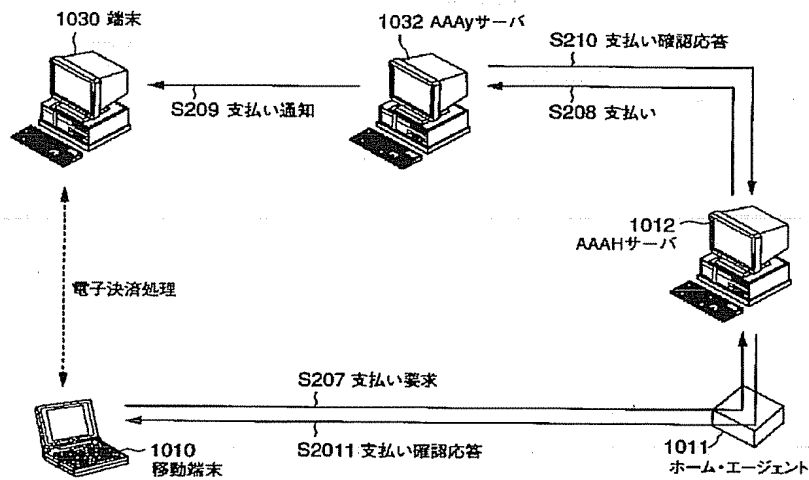 1030 端末
1032 AAAyサーバ
S210 支払い確認応答
S209 支払い通知
S208 支払い
1012
AAAHサーバ
電子決済処理
S207 支払い要求
S2011 支払い確認応答
1010
移動端末
1011
ホーム・エージェント